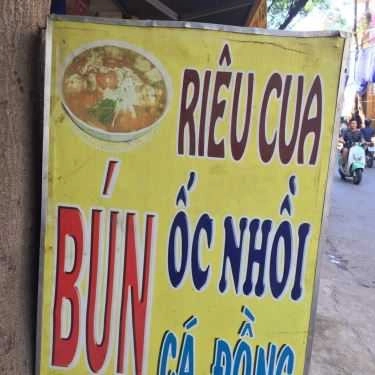 RIÊU CUA
BÚN
ỐC NHỒI
CÁ ĐỒNG